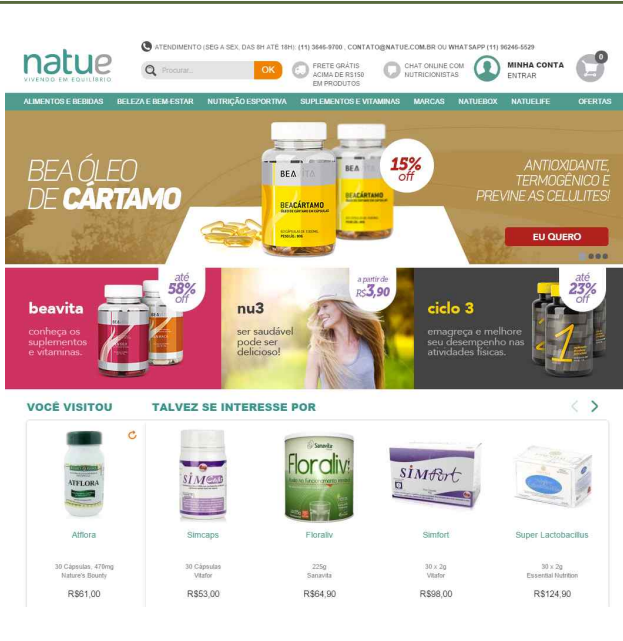 ATENDIMENTO (SEG A SEX, DAS 8H ATÉ 18H): (11) 3646-9700 , CONTATO@NATUE.COM.BR OU WHATSAPP (11) 96246-5529
natue
VIVENDO EM EQUILÍBRIO
Procurar...
OK
FRETE GRÁTIS
ACIMA DE R$150
EM PRODUTOS
CHAT ONLINE COM
NUTRICIONISTAS
MINHA CONTA
ENTRAR
0
ALIMENTOS E BEBIDAS BELEZA E BEM-ESTAR NUTRIÇÃO ESPORTIVA SUPLEMENTOS E VITAMINAS MARCAS NATUEBOX NATUELIFE OFERTAS
BEA ÓLEO
DE CÁRTAMO
BEA
BEACÁRTAMO
BEA
15%
off
ANTIOXIDANTE,
TERMOGÊNICO E
PREVINE AS CELULITES!
EU QUERO
beavita
conheça os
suplementos
e vitaminas.
até
58%
off
nu3
ser saudável
pode ser
delicioso!
a partir de
R$3,90
ciclo 3
emagreça e melhore
seu desempenho nas
atividades físicas.
até
23%
off
1
VOCÊ VISITOU
TALVEZ SE INTERESSE POR
ATFLORA
SIMCAPS
Sanavita
Floraliv
SIMfort
Atflora
30 Cápsulas, 470mg
Nature's Bounty
R$61,00
Simcaps
30 Cápsulas
Vitafor
R$53,00
Floraliv
225g
Sanavita
R$64,90
Simfort
30 x 2g
Vitafor
R$98,00
Super Lactobacillus
30 x 2g
Essential Nutrition
R$124,90